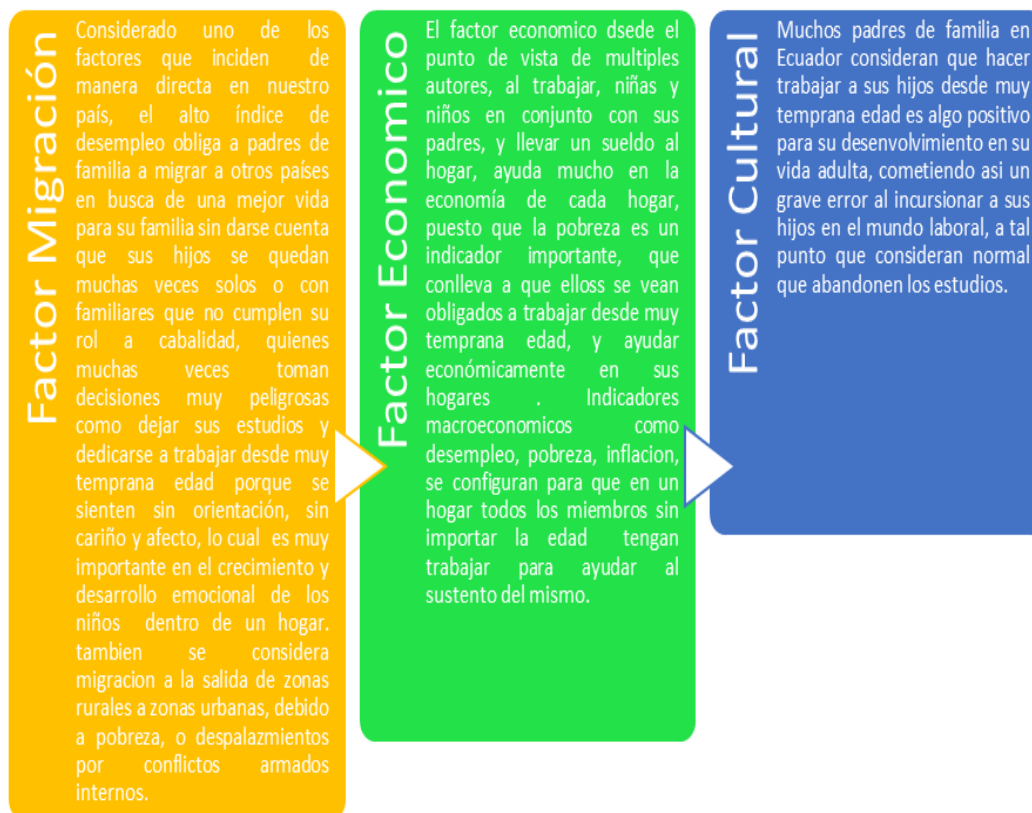 Factor Migración
Considerado uno de los
factores que inciden de
manera directa en nuestro
país, el alto índice de
desempleo obliga a padres de
familia a migrar a otros países
en busca de una mejor vida
para su familia sin darse cuenta
que sus hijos se quedan
muchas veces solos o con
familiares que no cumplen su
rol a cabalidad, quienes
muchas veces toman
decisiones muy peligrosas
como dejar sus estudios y
dedicarse a trabajar desde muy
temprana edad porque se
sienten sin orientación, sin
cariño y afecto, lo cual es muy
importante en el crecimiento y
desarrollo emocional de los
niños dentro de un hogar.
tambien se considera
migracion a la salida de zonas
rurales a zonas urbanas, debido
a pobreza, o despalazmientos
por conflictos armados
internos.
Factor Economico
El factor economico dsede el
punto de vista de multiples
autores, al trabajar, niñas y
niños en conjunto con sus
padres, y llevar un sueldo al
hogar, ayuda mucho en la
economía de cada hogar,
puesto que la pobreza es un
indicador importante, que
conlleva a que elloss se vean
obligados a trabajar desde muy
temprana edad, y ayudar
económicamente en sus
hogares . Indicadores
macroeconomicos como
desempleo, pobreza, inflacion,
se configuran para que en un
hogar todos los miembros sin
importar la edad tengan
trabajar para ayudar al
sustento del mismo.
Factor Cultural
Muchos padres de familia en
Ecuador consideran que hacer
trabajar a sus hijos desde muy
temprana edad es algo positivo
para su desenvolvimiento en su
vida adulta, cometiendo asi un
grave error al incursionar a sus
hijos en el mundo laboral, a tal
punto que consideran normal
que abandonen los estudios.